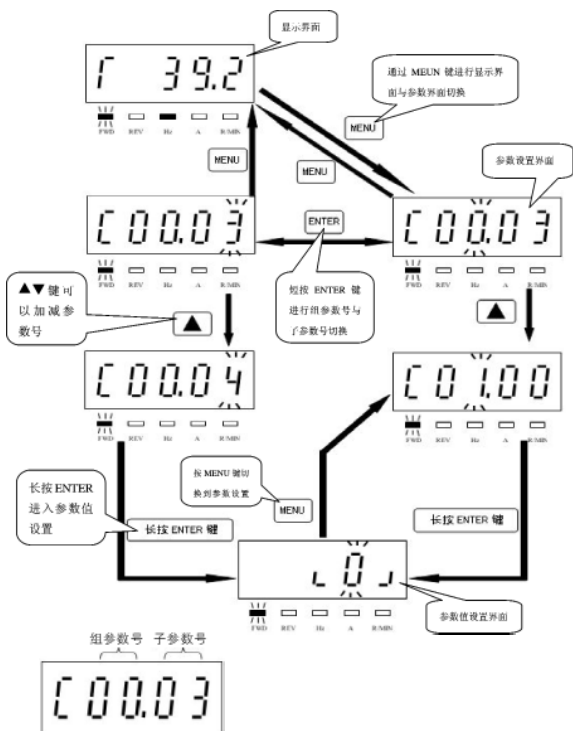 显示界面
Γ 39.2
FWD REV Hz A R/MIN
通过 MEUN 键进行显示界
面与参数界面切换
MENU
MENU
MENU
参数设置界面
C00.03
FWD REV Hz A R/MIN
ENTER
C00.03
FWD REV Hz A R/MIN
▲▼键可
以加减参
数号
▲
短按 ENTER 键
进行组参数号与
子参数号切换
▲
C00.04
FWD REV Hz A R/MIN
C01.00
FWD REV Hz A R/MIN
长按 ENTER
进入参数值
设置
长按 ENTER 键
按 MENU 键切
换到参数设置
MENU
长按 ENTER 键
0
FWD REV Hz A R/MIN
参数值设置界面
组参数号 子参数号
C00.03